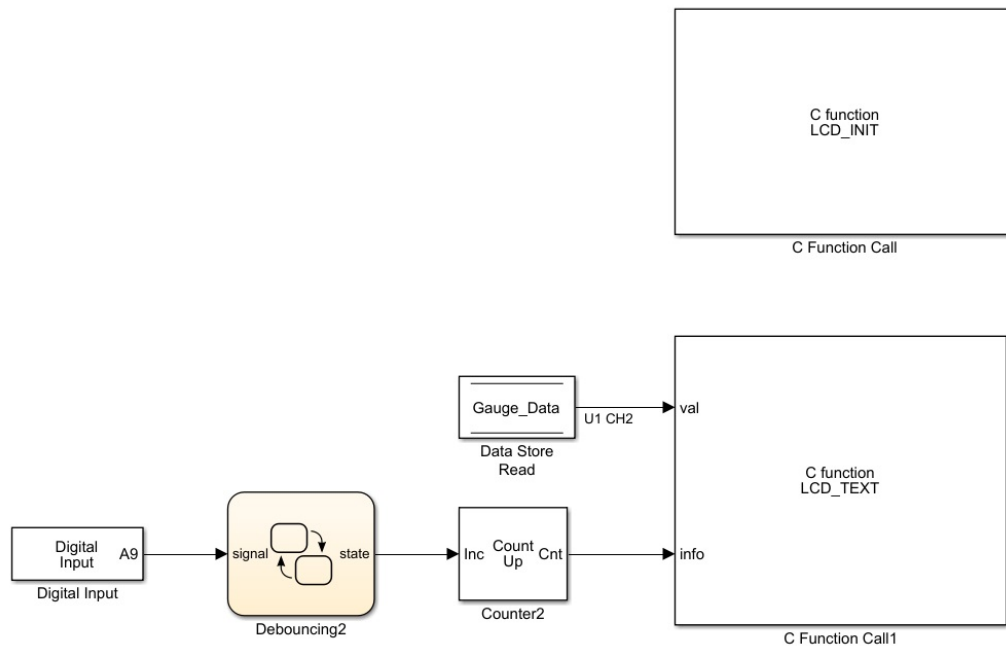 C function
LCD_INIT
C Function Call
Gauge_Data
U1 CH2
Data Store
Read
val
C function
LCD_TEXT
info
C Function Call1
Digital
Input
A9
Digital Input
signal
state
Debouncing2
Inc
Count
Up
Cnt
Counter2